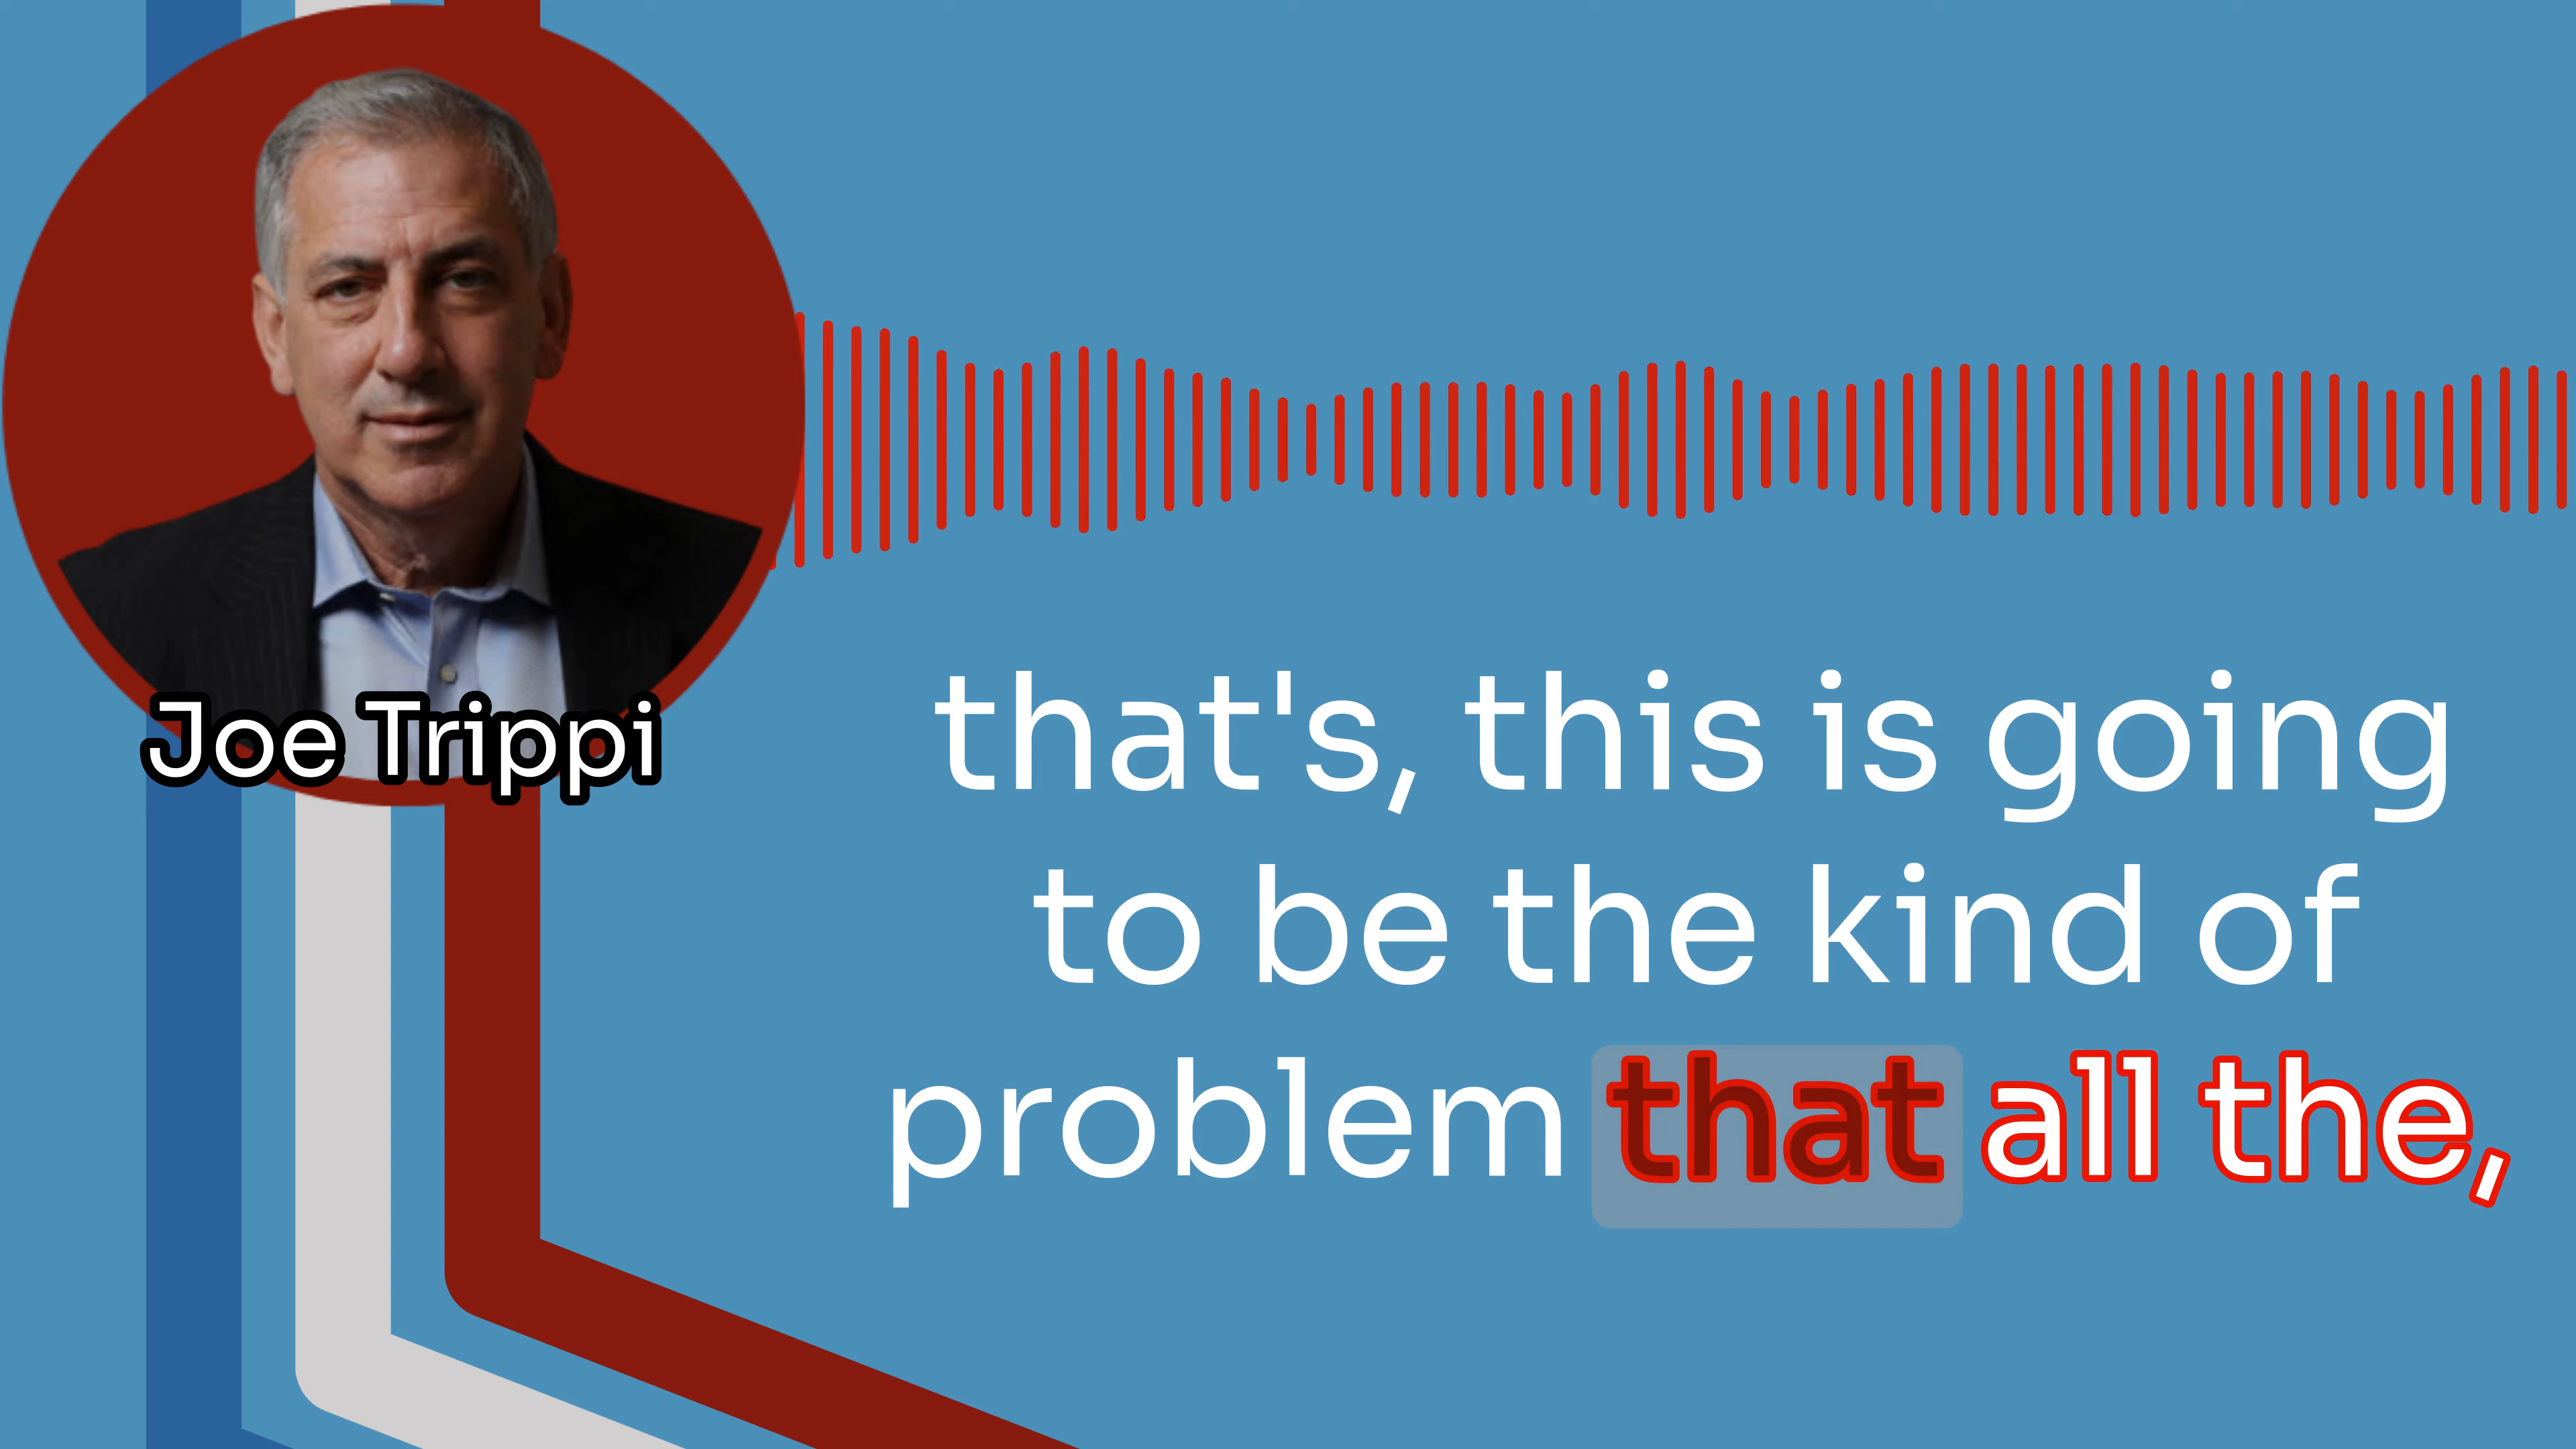 Joe Trippi
that's, this is going
to be the kind of
problem that all the,